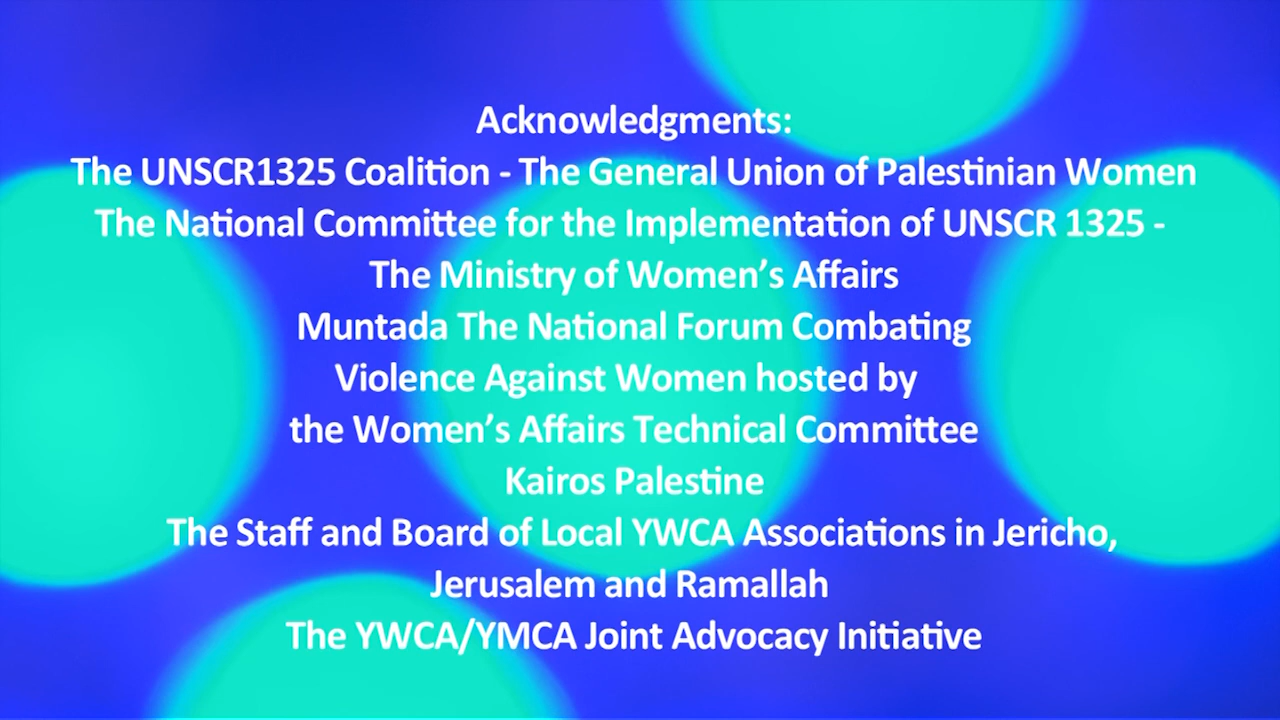 Acknowledgments:
The UNSCR1325 Coalition - The General Union of Palestinian Women
The National Committee for the Implementation of UNSCR 1325 -
The Ministry of Women’s Affairs
Muntada The National Forum Combating
Violence Against Women hosted by
the Women’s Affairs Technical Committee
Kairos Palestine
The Staff and Board of Local YWCA Associations in Jericho,
Jerusalem and Ramallah
The YWCA/YMCA Joint Advocacy Initiative